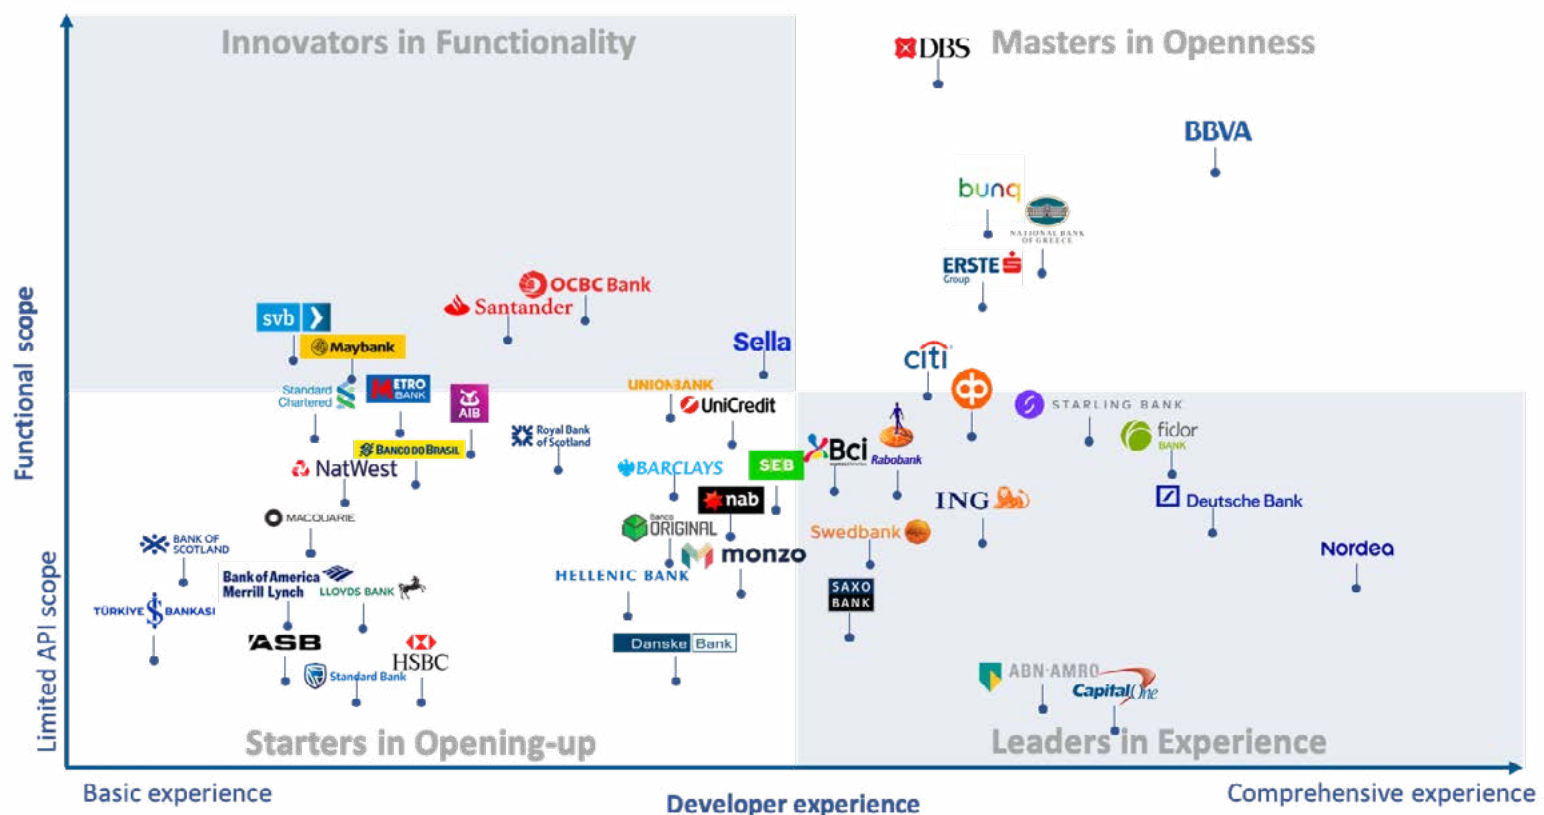 Innovators in Functionality
Masters in Openness
DBS
BBVA
bunq
NATIONAL BANK
OF GREECE
ERSTE
Group
OCBC Bank
Santander
svb
Maybank
Sella
citi
Standard
Chartered
METRO
BANK
AIB
UNIONBANK
UniCredit
STARLING BANK
fidor
BANK
Royal Bank
of Scotland
BANCO DO BRASIL
NatWest
BARCLAYS
SEB
Bci
Rabobank
nab
ING
Deutsche Bank
MACQUARIE
Banco
ORIGINAL
Swedbank
BANK OF
SCOTLAND
monzo
Nordea
Bank of America
Merrill Lynch
LLOYDS BANK
HELLENIC BANK
SAXO
BANK
TÜRKİYE İŞ BANKASI
ASB
HSBC
Standard Bank
Danske Bank
ABN·AMRO
Capital One
Starters in Opening-up
Leaders in Experience
Functional scope
Limited API scope
Basic experience
Developer experience
Comprehensive experience